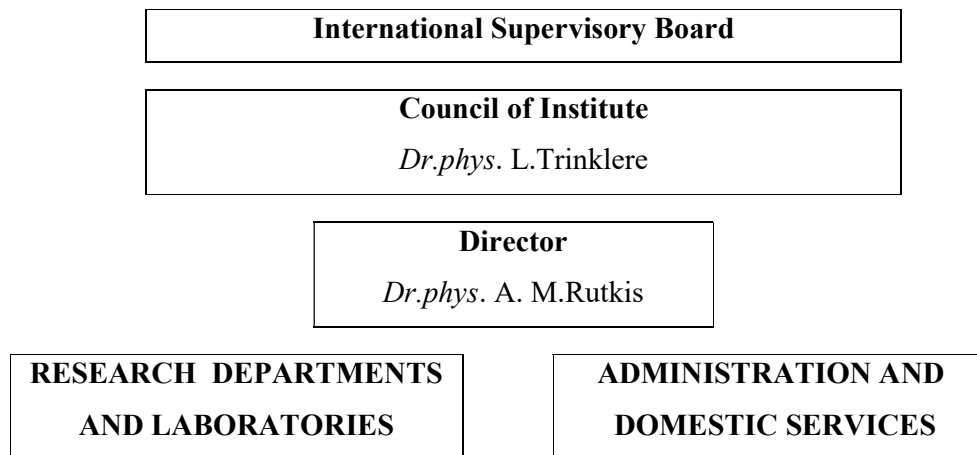 International Supervisory Board
Council of Institute
Dr.phys. L.Trinklere
Director
Dr.phys. A. M.Rutkis
RESEARCH DEPARTMENTS
AND LABORATORIES
ADMINISTRATION AND
DOMESTIC SERVICES